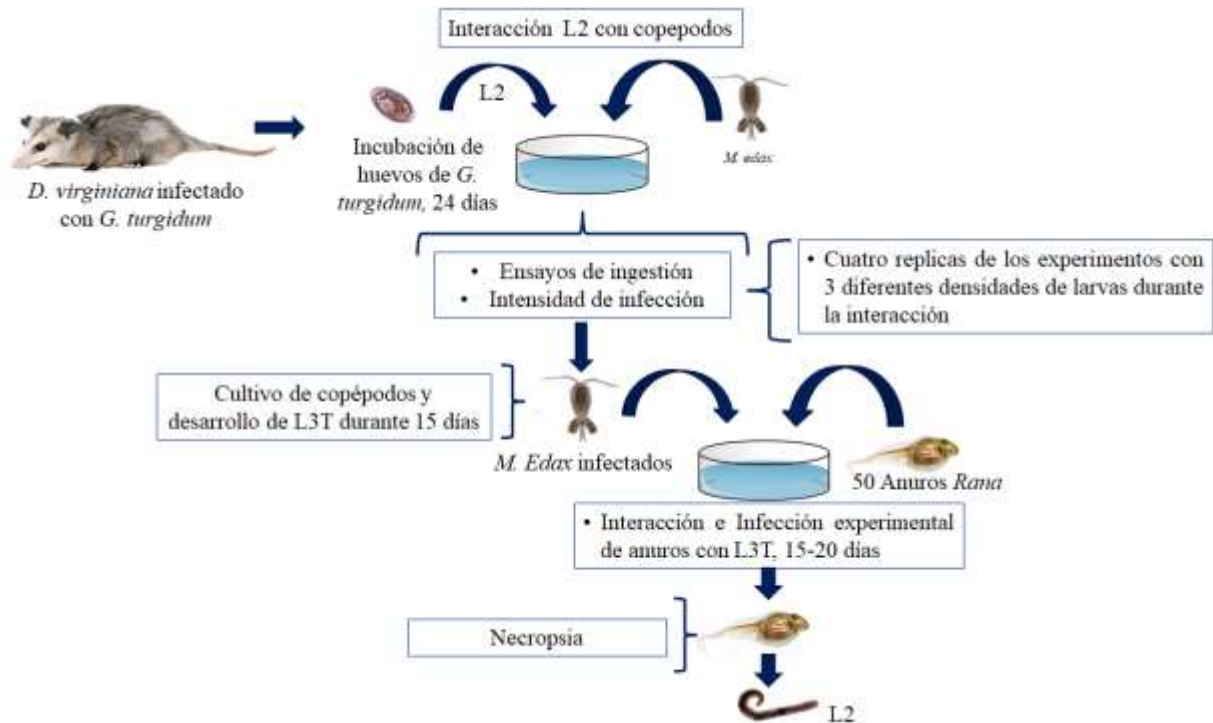 Interacción L2 con copepodos
L2
M. edax
Incubación de
huevos de G.
turgidum, 24 días
D. virginiana infectado
con G. turgidum
• Ensayos de ingestión
• Intensidad de infección
• Cuatro replicas de los experimentos con
3 diferentes densidades de larvas durante
la interacción
Cultivo de copépodos y
desarrollo de L3T durante 15 días
M. Edax infectados
50 Anuros Rana
• Interacción e Infección experimental
de anuros con L3T, 15-20 días
Necropsia
L2